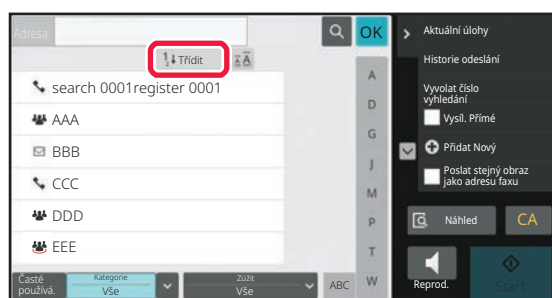 Adresa
OK
Třídit
search 0001register 0001
AAA
BBB
CCC
DDD
EEE
A
D
G
J
M
P
T
W
Časté
používá.
Kategorie
Vše
Zúžit
Vše
ABC
Aktuální úlohy
Historie odeslání
Vyvolat číslo
vyhledání
Vysíl. Přímé
Přidat Nový
Poslat stejný obraz
jako adresu faxu
Náhled
CA
Reprod.
Start